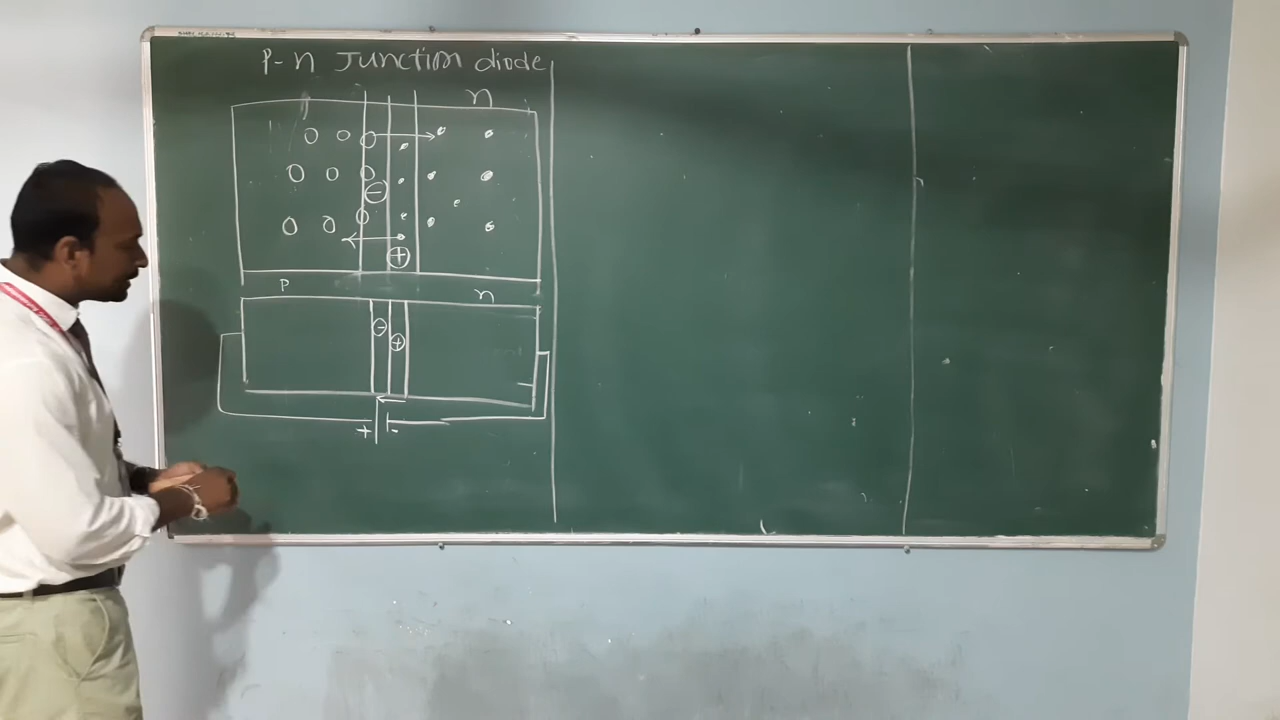 P-n Junction diode
n
-
+
P n
- +
+ -